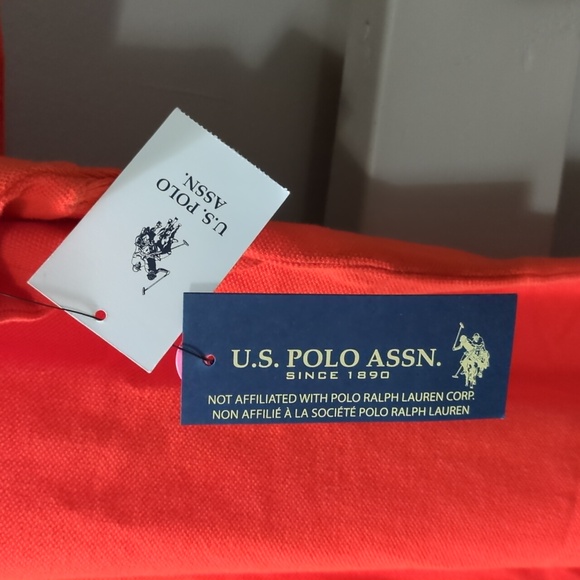 U.S. POLO
ASSN.
U.S. POLO ASSN.
SINCE 1890
NOT AFFILIATED WITH POLO RALPH LAUREN CORP.
NON AFFILIÉ À LA SOCIÉTÉ POLO RALPH LAUREN